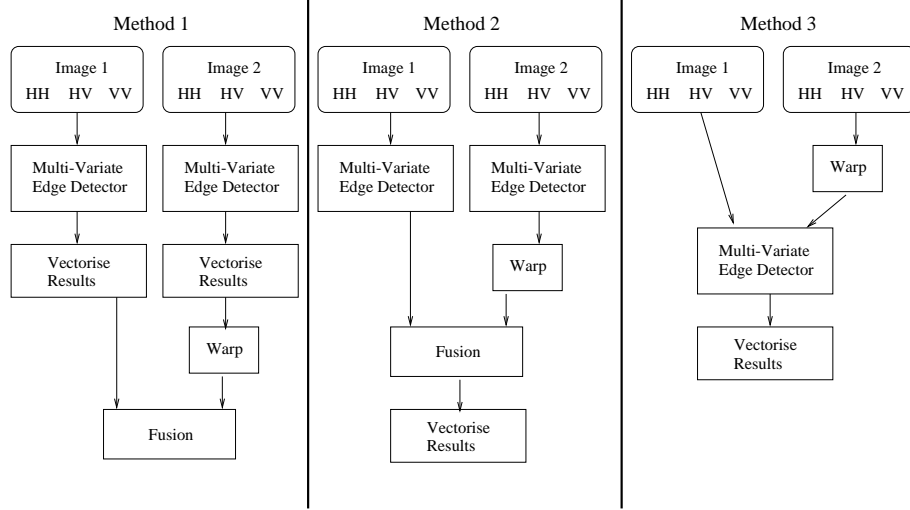 Method 1
Image 1
HH HV VV
Image 2
HH HV VV
Multi-Variate
Edge Detector
Multi-Variate
Edge Detector
Vectorise
Results
Vectorise
Results
Warp
Fusion
Method 2
Image 1
HH HV VV
Image 2
HH HV VV
Multi-Variate
Edge Detector
Multi-Variate
Edge Detector
Warp
Fusion
Vectorise
Results
Method 3
Image 1
HH HV VV
Image 2
HH HV VV
Warp
Multi-Variate
Edge Detector
Vectorise
Results